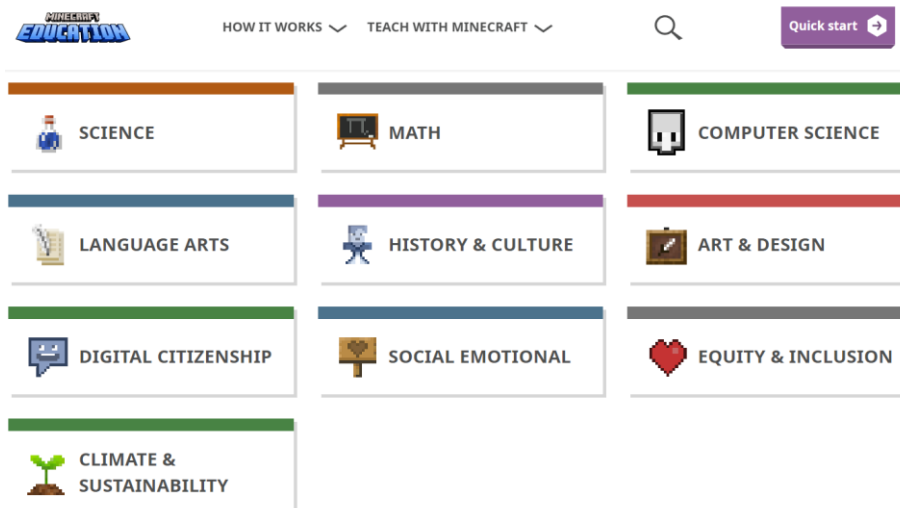 MINECRAFT
EDUCATION
HOW IT WORKS
TEACH WITH MINECRAFT
Quick start
SCIENCE
MATH
COMPUTER SCIENCE
LANGUAGE ARTS
HISTORY & CULTURE
ART & DESIGN
DIGITAL CITIZENSHIP
SOCIAL EMOTIONAL
EQUITY & INCLUSION
CLIMATE &
SUSTAINABILITY